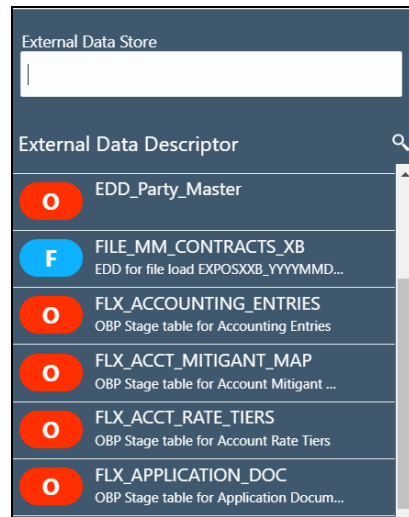 External Data Store
External Data Descriptor
O
EDD_Party_Master
F
FILE_MM_CONTRACTS_XB
EDD for file load EXPOSXXB_YYYYMMD...
O
FLX_ACCOUNTING_ENTRIES
OBP Stage table for Accounting Entries
O
FLX_ACCT_MITIGANT_MAP
OBP Stage table for Account Mitigant ...
O
FLX_ACCT_RATE_TIERS
OBP Stage table for Account Rate Tiers
O
FLX_APPLICATION_DOC
OBP Stage table for Application Docum...